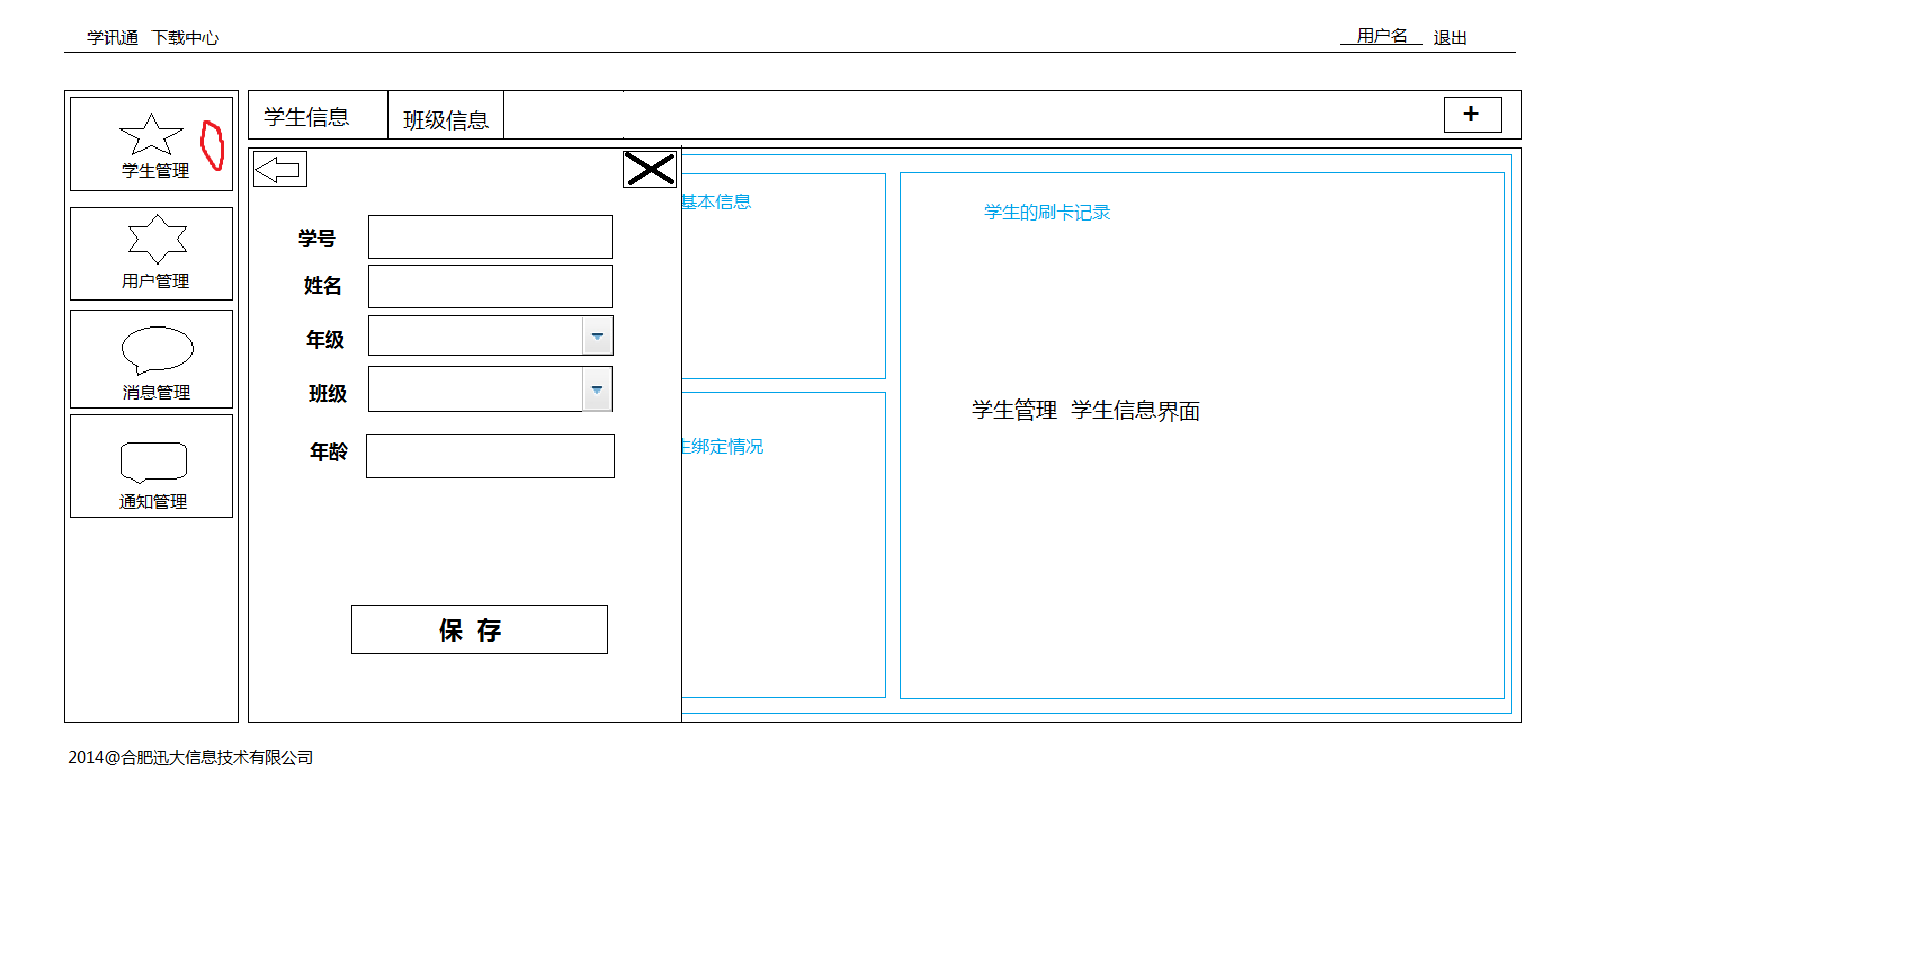 学讯通 下载中心
用户名 退出
学生信息 班级信息 +
学生管理
用户管理
消息管理
通知管理
学号
姓名
年级
班级
年龄
保 存
基本信息
生绑定情况
学生的刷卡记录
学生管理 学生信息界面
2014@合肥迅大信息技术有限公司